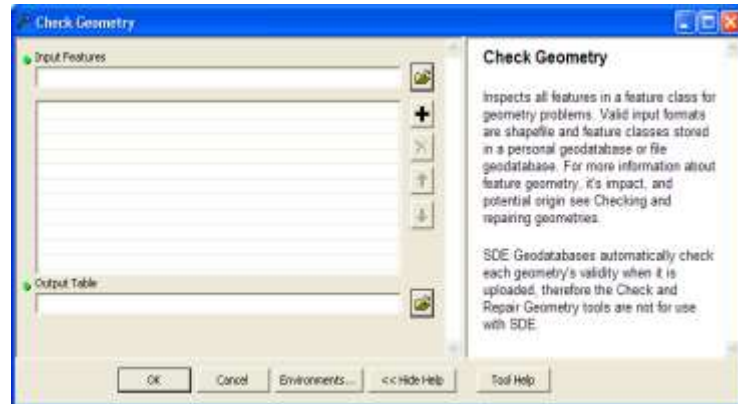 Check Geometry
Input Features
Output Table
OK
Cancel
Environments...
<< Hide Help
Tool Help
Check Geometry
Inspects all features in a feature class for
geometry problems. Valid input formats
are shapefile and feature classes stored
in a personal geodatabase or file
geodatabase. For more information about
feature geometry, it's impact, and
potential origin see Checking and
repairing geometries.
SDE Geodatabases automatically check
each geometry's validity when it is
uploaded, therefore the Check and
Repair Geometry tools are not for use
with SDE.